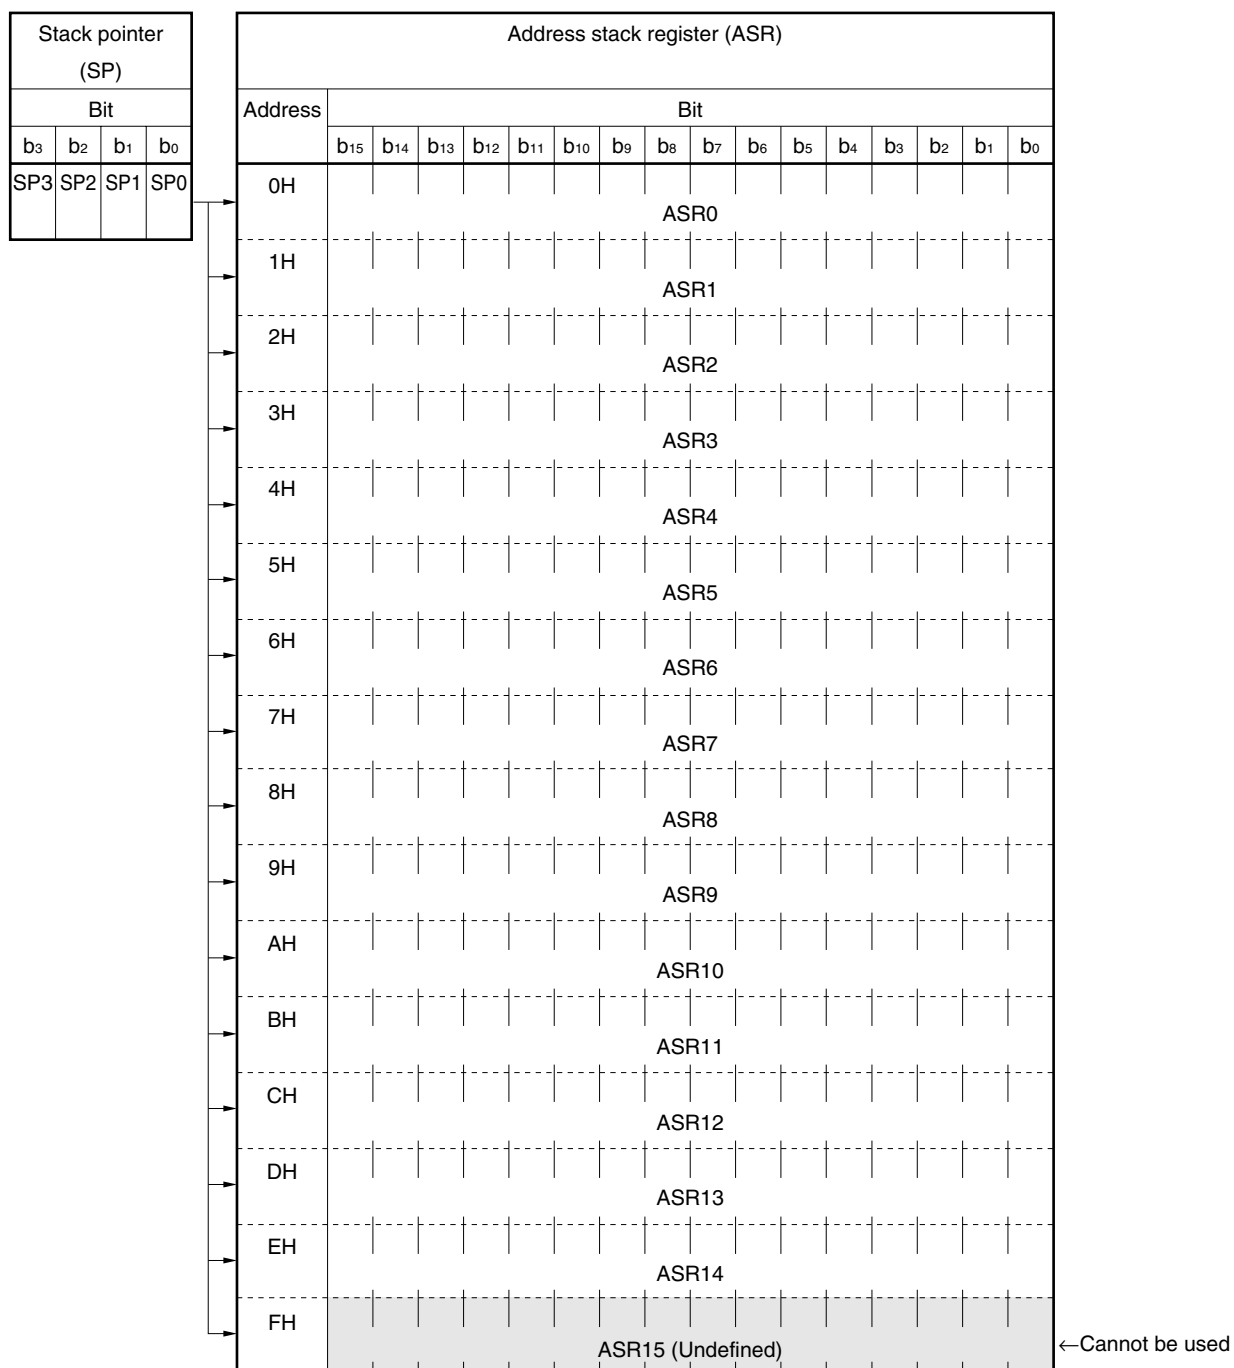 Stack pointer
(SP)
Bit
b3 b2 b1 b0
SP3 SP2 SP1 SP0
Address stack register (ASR)
Address Bit
b15 b14 b13 b12 b11 b10 b9 b8 b7 b6 b5 b4 b3 b2 b1 b0
0H
ASR0
1H
ASR1
2H
ASR2
3H
ASR3
4H
ASR4
5H
ASR5
6H
ASR6
7H
ASR7
8H
ASR8
9H
ASR9
AH
ASR10
BH
ASR11
CH
ASR12
DH
ASR13
EH
ASR14
FH
ASR15 (Undefined)
←Cannot be used